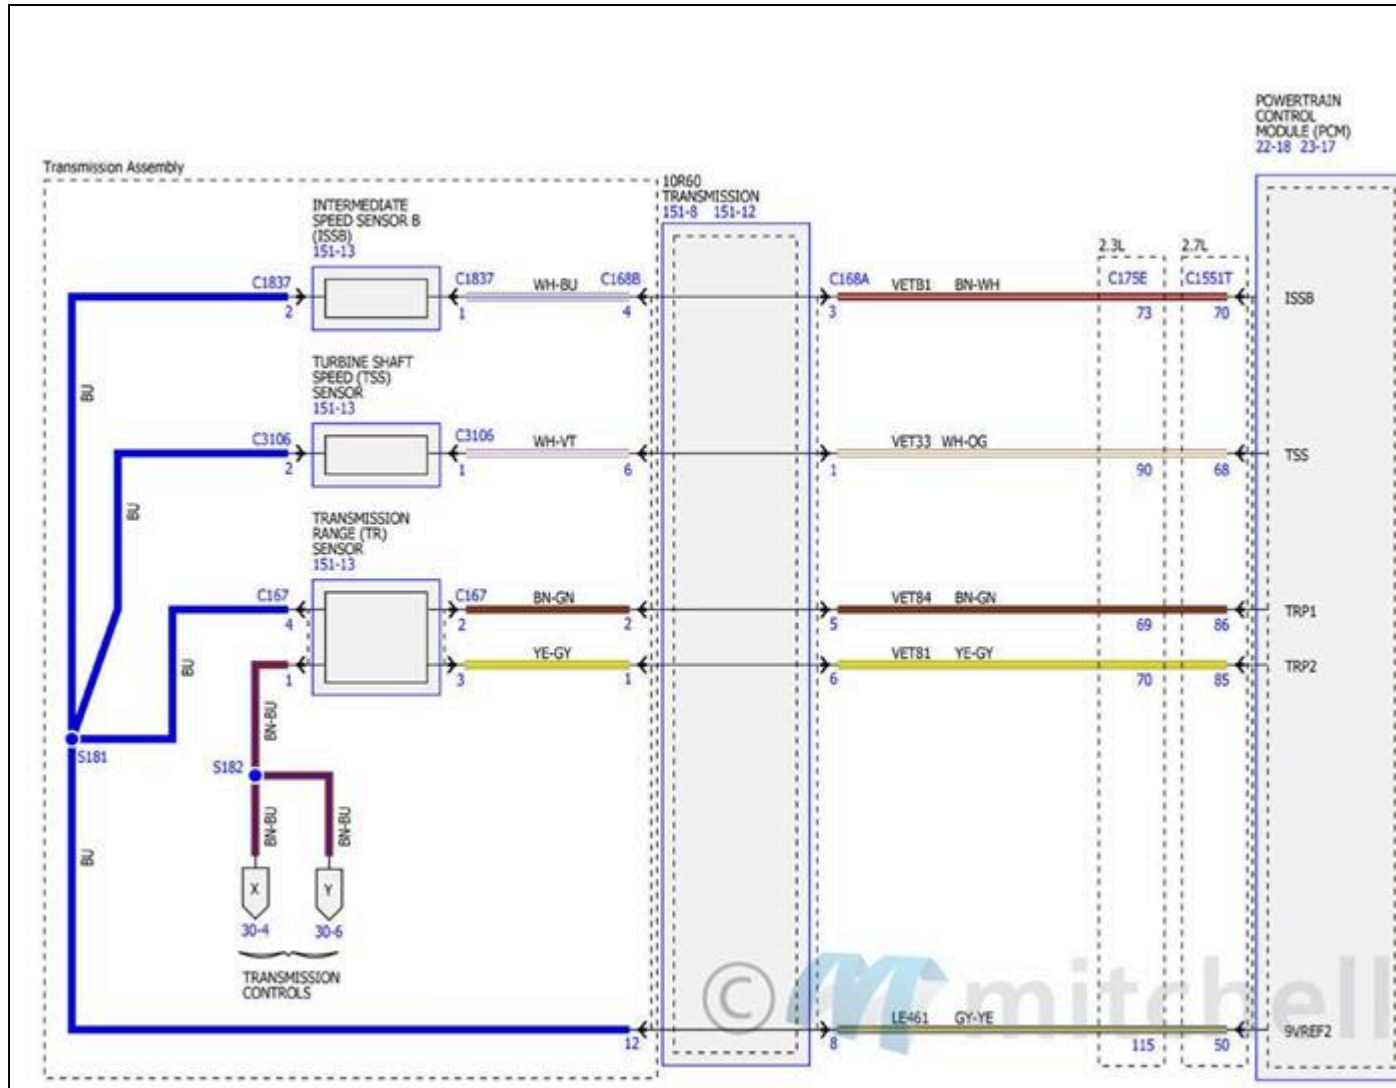 POWERTRAIN
CONTROL
MODULE (PCM)
22-18 23-17
Transmission Assembly
10R60
TRANSMISSION
151-8 151-12
INTERMEDIATE
SPEED SENSOR B
(ISSB)
151-13
2.3L 2.7L
C1837 C1837 WH-BU C168B C168A VETB1 BN-WH C175E C1551T
2 1 4 3 73 70 ISSB
TURBINE SHAFT
SPEED (TSS)
SENSOR
151-13
BU
C3106 C3106 WH-VT VET33 WH-OG
2 1 6 1 90 68 TSS
BU
TRANSMISSION
RANGE (TR)
SENSOR
151-13
C167 C167 BN-GN VET84 BN-GN
4 2 2 5 69 86 TRP1
BU
YE-GY VET81 YE-GY
1 3 1 6 70 85 TRP2
BN-BU
S181
S182
BU BN-BU BN-BU
X Y
30-4 30-6
TRANSMISSION
CONTROLS
© mitchell
LE461 GY-YE
12 8 115 50 9VREF2